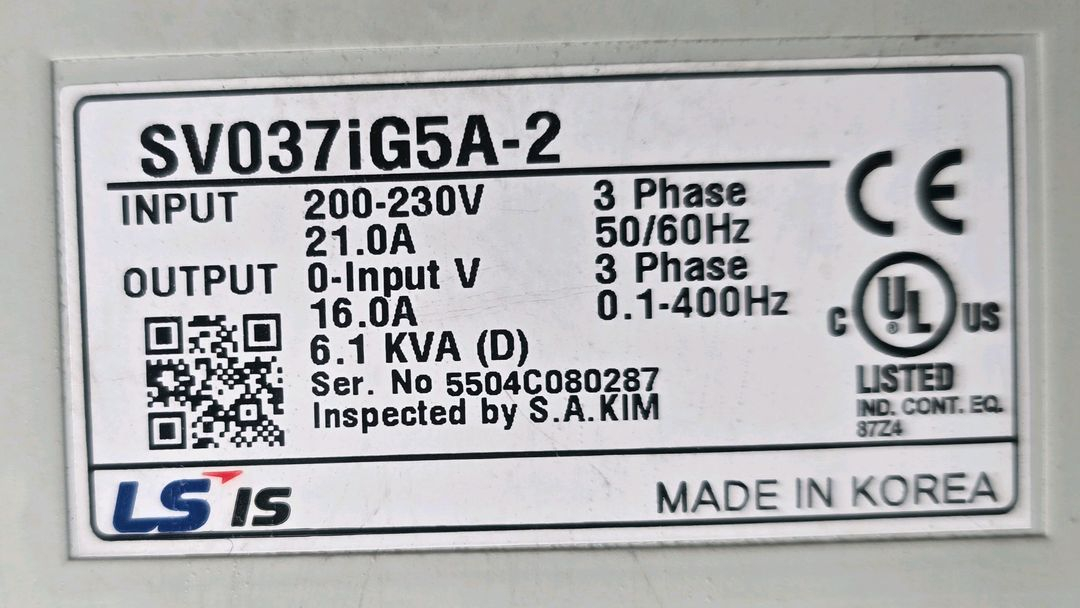 SV037iG5A-2
INPUT 200-230V 3 Phase
21.0A 50/60Hz
OUTPUT 0-Input V 3 Phase
16.0A 0.1-400Hz
6.1 KVA (D)
Ser. No 5504C080287
Inspected by S.A.KIM
CE
C UL US
LISTED
IND. CONT. EQ.
37Z4
LS IS
MADE IN KOREA